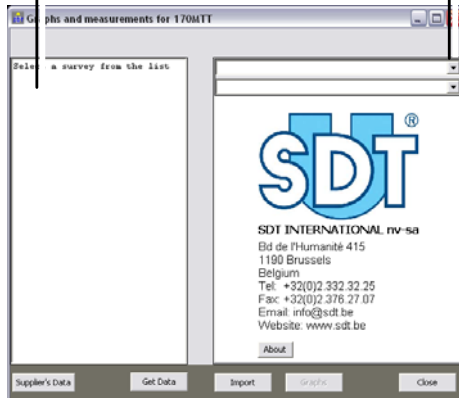 Graphs and measurements for 170MTT
Select a survey from the list
SDT
®
SDT INTERNATIONAL nv-sa
Bd de l'Humanité 415
1190 Brussels
Belgium
Tel: +32(0)2.332.32.25
Fax: +32(0)2.376.27.07
Email: info@sdt.be
Website: www.sdt.be
About
Supplier's Data
Get Data
Import
Graphs
Close